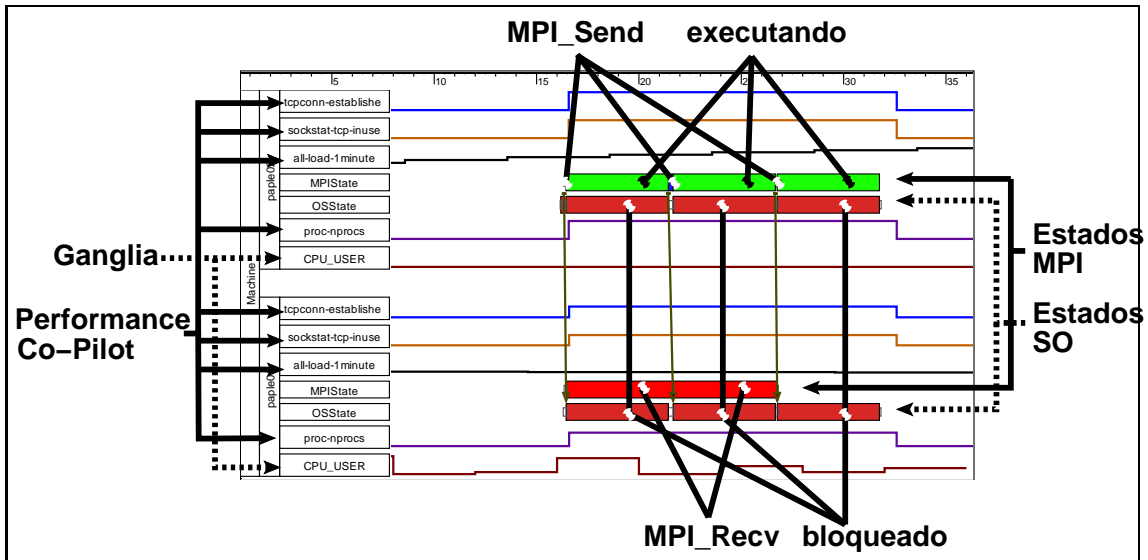 MPI_Send executando
5 10 15 20 25 30 35
tcpconn-establishe
sockstat-tcp-inuse
all-load-1minute
MPIState
OSState
proc-nprocs
CPU_USER
Machine
Ganglia
Performance
Co-Pilot
Estados
MPI
Estados
SO
tcpconn-establishe
sockstat-tcp-inuse
all-load-1minute
MPIState
OSState
proc-nprocs
CPU_USER
MPI_Recv bloqueado